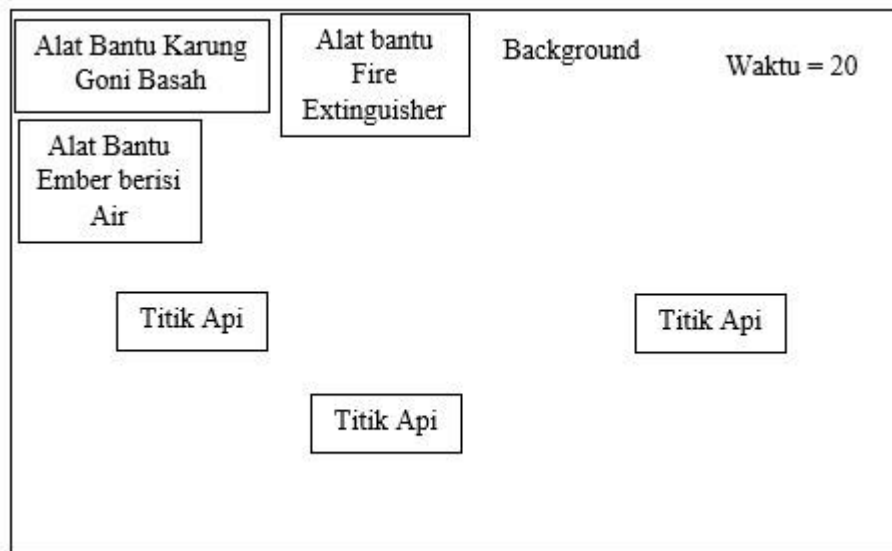 Alat Bantu Karung
Goni Basah
Alat bantu
Fire
Extinguisher
Background
Waktu = 20
Alat Bantu
Ember berisi
Air
Titik Api
Titik Api
Titik Api